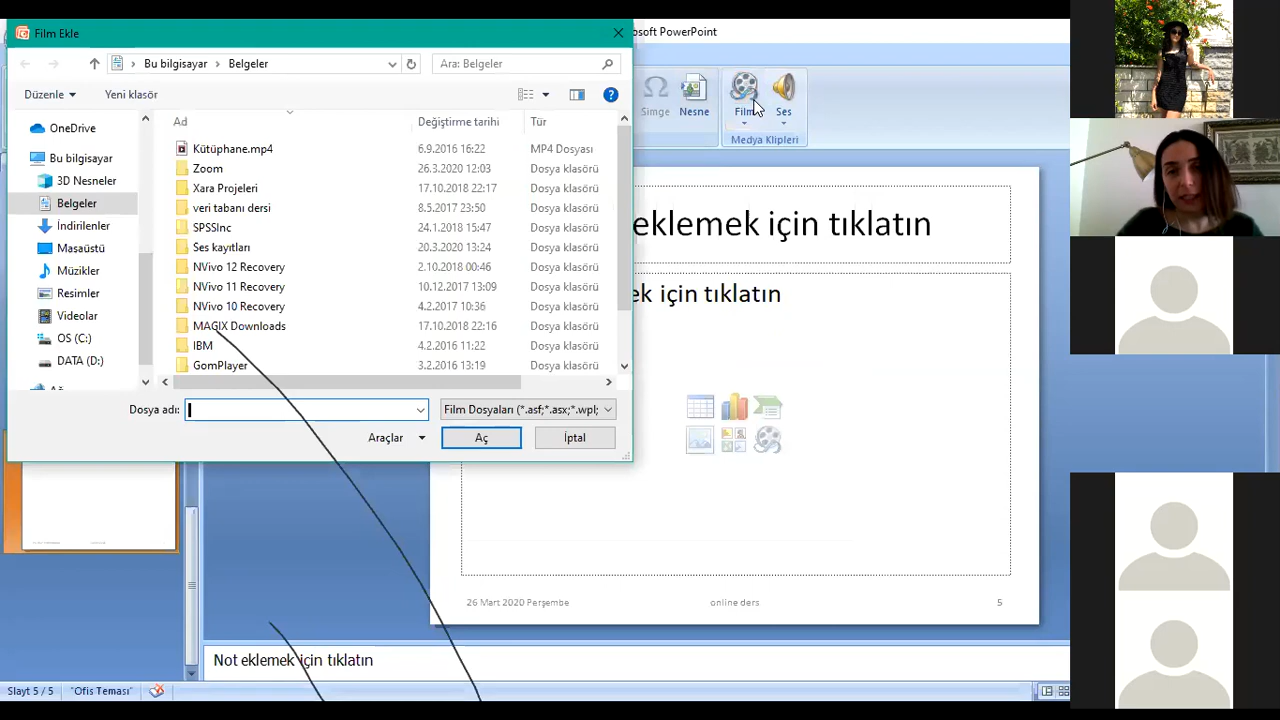 Film Ekle
osoft PowerPoint
Bu bilgisayar
Belgeler
Ara: Belgeler
Düzenle
Yeni klasör
Simge
Nesne
Film
Ses
Medya Klipleri
OneDrive
Bu bilgisayar
3D Nesneler
Belgeler
İndirilenler
Masaüstü
Müzikler
Resimler
Videolar
OS (C:)
DATA (D:)
Ağ
Ad Değiştirme tarihi Tür
Kütüphane.mp4 6.9.2016 16:22 MP4 Dosyası
Zoom 26.3.2020 12:03 Dosya klasörü
Xara Projeleri 17.10.2018 22:17 Dosya klasörü
veri tabanı dersi 8.5.2017 23:50 Dosya klasörü
SPSSInc 24.1.2018 15:47 Dosya klasörü
Ses kayıtları 20.3.2020 13:24 Dosya klasörü
NVivo 12 Recovery 2.10.2018 00:46 Dosya klasörü
NVivo 11 Recovery 10.12.2017 13:09 Dosya klasörü
NVivo 10 Recovery 4.2.2017 10:36 Dosya klasörü
MAGIX Downloads 17.10.2018 22:16 Dosya klasörü
IBM 4.2.2016 11:22 Dosya klasörü
GomPlayer 3.2.2016 13:19 Dosya klasörü
Dosya adı:
Film Dosyaları (*.asf;*.asx;*.wpl;
Araçlar
Aç
İptal
eklemek için tıklatın
ek için tıklatın
26 Mart 2020 Perşembe
online ders
5
Not eklemek için tıklatın
Slayt 5 / 5
"Ofis Teması"